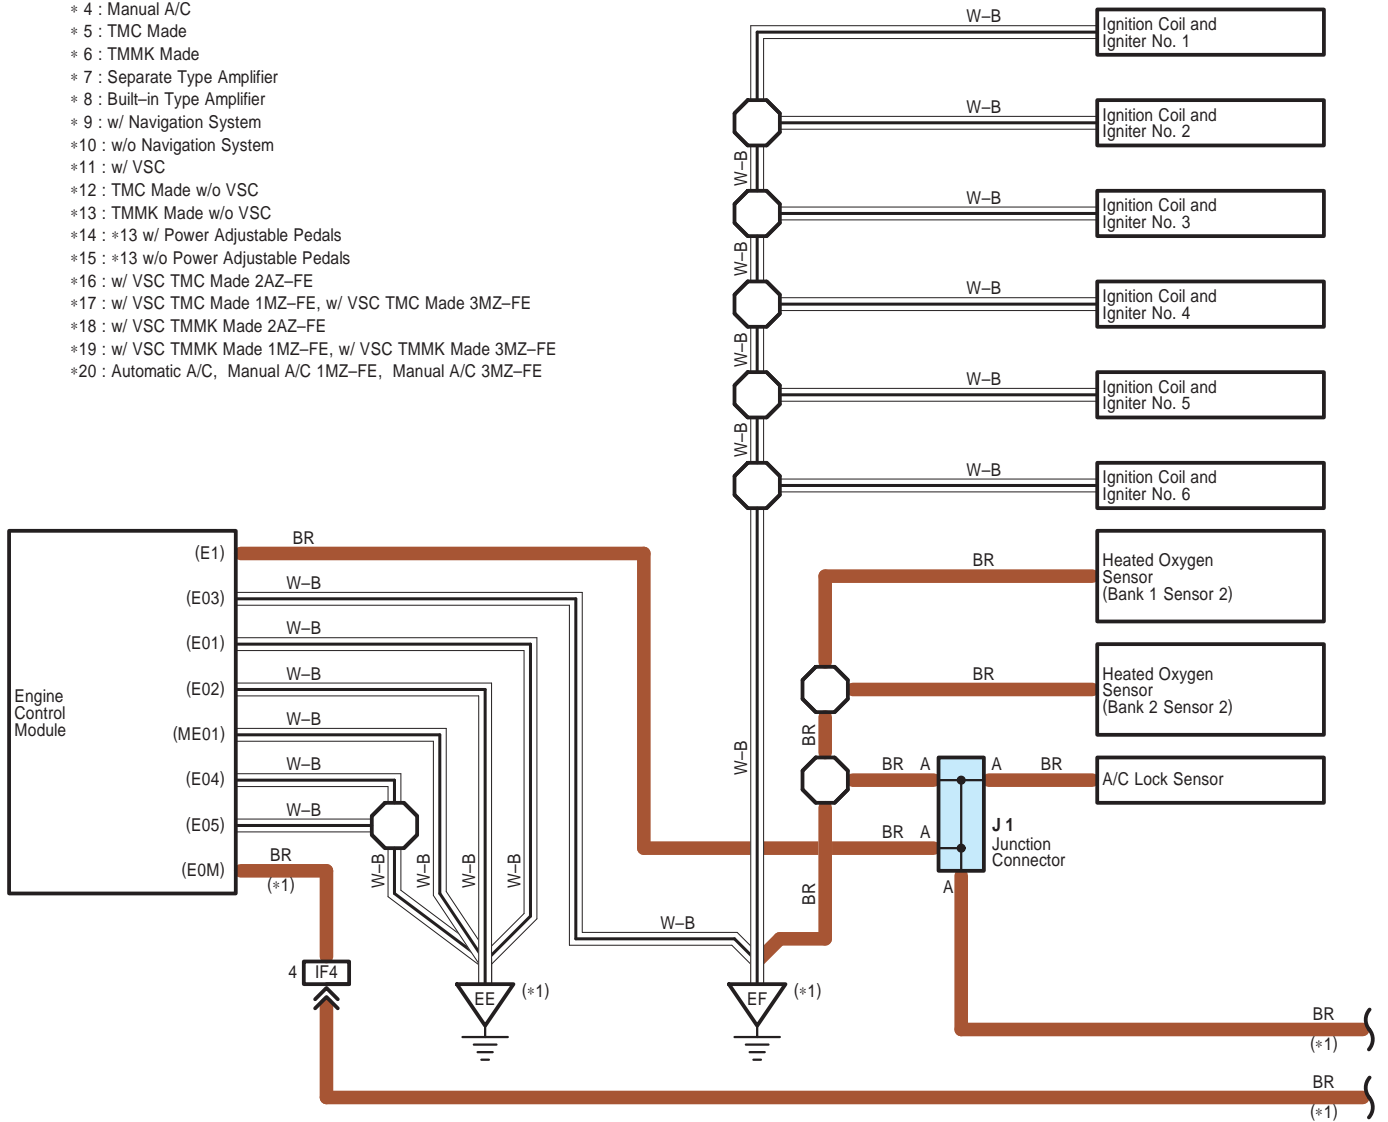 ∗ 4 : Manual A/C
∗ 5 : TMC Made
∗ 6 : TMMK Made
∗ 7 : Separate Type Amplifier
∗ 8 : Built–in Type Amplifier
∗ 9 : w/ Navigation System
∗10 : w/o Navigation System
∗11 : w/ VSC
∗12 : TMC Made w/o VSC
∗13 : TMMK Made w/o VSC
∗14 : ∗13 w/ Power Adjustable Pedals
∗15 : ∗13 w/o Power Adjustable Pedals
∗16 : w/ VSC TMC Made 2AZ–FE
∗17 : w/ VSC TMC Made 1MZ–FE, w/ VSC TMC Made 3MZ–FE
∗18 : w/ VSC TMMK Made 2AZ–FE
∗19 : w/ VSC TMMK Made 1MZ–FE, w/ VSC TMMK Made 3MZ–FE
∗20 : Automatic A/C, Manual A/C 1MZ–FE, Manual A/C 3MZ–FE
W–B
Ignition Coil and
Igniter No. 1
W–B
Ignition Coil and
Igniter No. 2
W–B
W–B
Ignition Coil and
Igniter No. 3
W–B
W–B
Ignition Coil and
Igniter No. 4
W–B
W–B
Ignition Coil and
Igniter No. 5
W–B
W–B
Ignition Coil and
Igniter No. 6
W–B
Engine
Control
Module
(E1)
BR
(E03)
W–B
(E01)
W–B
(E02)
W–B
(ME01)
W–B
(E04)
W–B
(E05)
W–B
(E0M)
BR
(∗1)
W–B
W–B
W–B
W–B
W–B
4
IF4
EE
(∗1)
EF
(∗1)
BR
Heated Oxygen
Sensor
(Bank 1 Sensor 2)
BR
Heated Oxygen
Sensor
(Bank 2 Sensor 2)
BR
BR
A
A
BR
A/C Lock Sensor
BR
A
J 1
Junction
Connector
A
BR
BR
(∗1)
BR
(∗1)